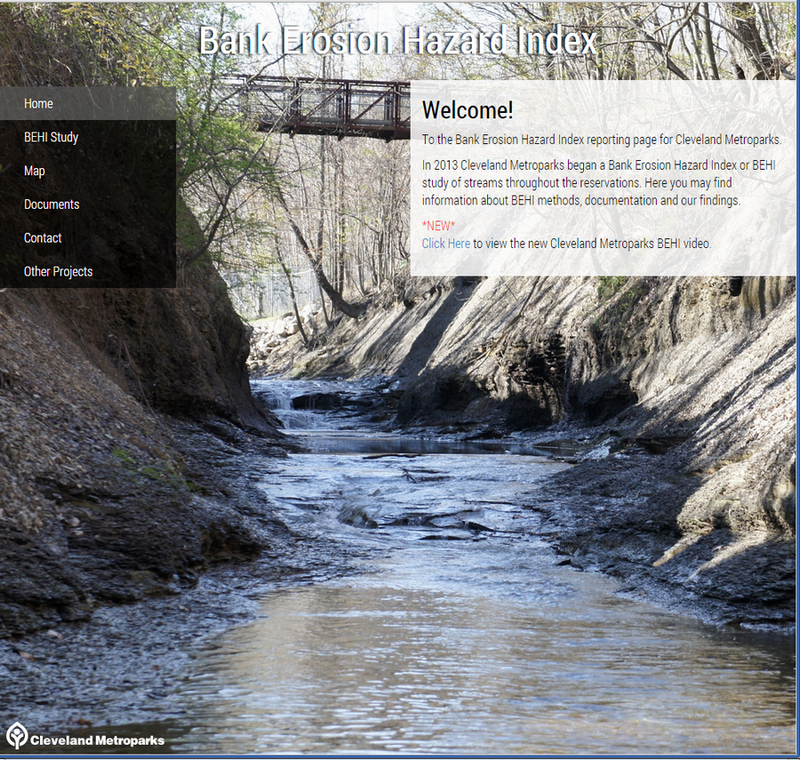 Bank Erosion Hazard Index
Home
BEHI Study
Map
Documents
Contact
Other Projects
Welcome!
To the Bank Erosion Hazard Index reporting page for Cleveland Metroparks.
In 2013 Cleveland Metroparks began a Bank Erosion Hazard Index or BEHI
study of streams throughout the reservations. Here you may find
information about BEHI methods, documentation and our findings.
*NEW*
Click Here to view the new Cleveland Metroparks BEHI video.
Cleveland Metroparks